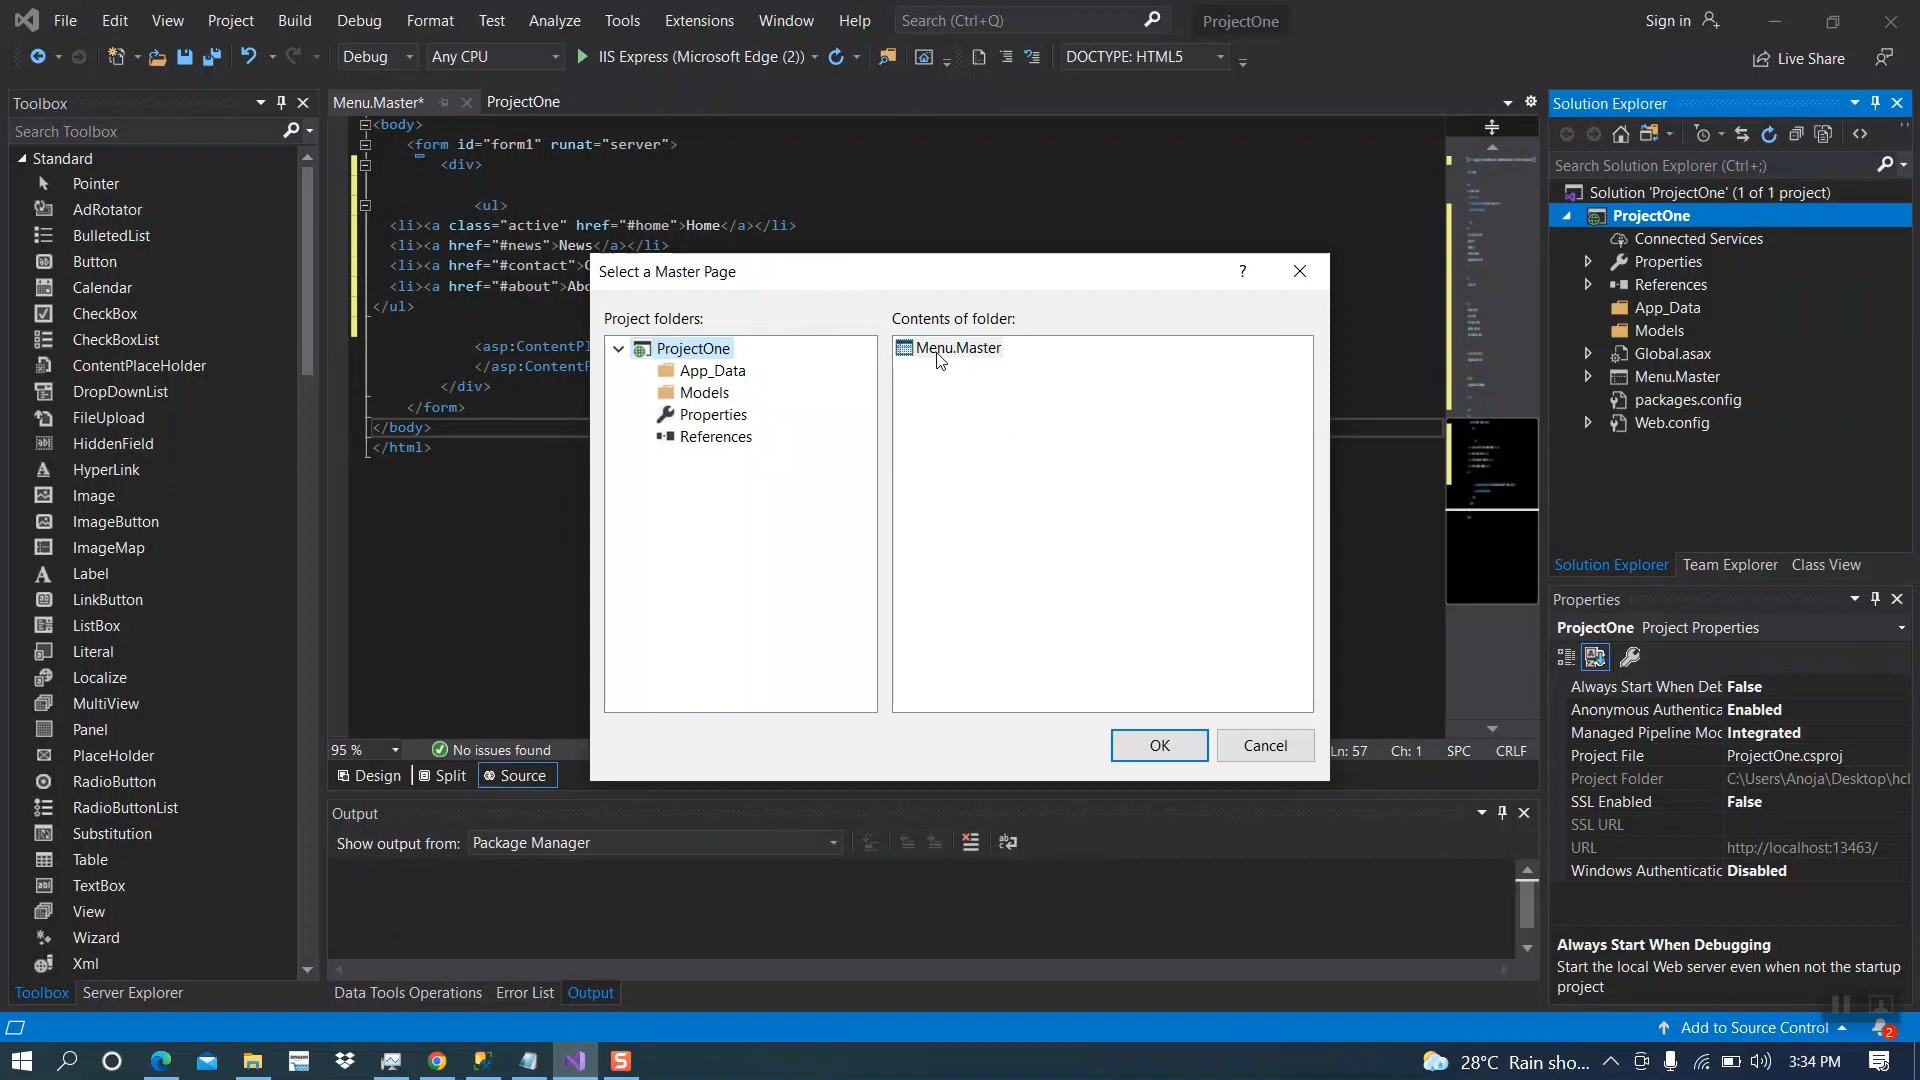 File Edit View Project Build Debug Format Test Analyze Tools Extensions Window Help Search (Ctrl+Q) ProjectOne Sign in
Debug Any CPU IIS Express (Microsoft Edge (2)) DOCTYPE: HTML5 Live Share
Toolbox
Search Toolbox
Standard
Pointer
AdRotator
BulletedList
Button
Calendar
CheckBox
CheckBoxList
ContentPlaceHolder
DropDownList
FileUpload
HiddenField
HyperLink
Image
ImageButton
ImageMap
Label
LinkButton
ListBox
Literal
Localize
MultiView
Panel
PlaceHolder
RadioButton
RadioButtonList
Substitution
Table
TextBox
View
Wizard
Xml
Toolbox Server Explorer
Menu.Master* ProjectOne
<body>
<form id="form1" runat="server">
<div>
<ul>
<li><a class="active" href="#home">Home</a></li>
<li><a href="#news">News</a></li>
<li><a href="#contact">C
<li><a href="#about">Abo
</ul>
<asp:ContentPl
</asp:ContentP
</div>
</form>
</body>
</html>
95 % No issues found Ln: 57 Ch: 1 SPC CRLF
Design Split Source
Select a Master Page ?
Project folders:
ProjectOne
App_Data
Models
Properties
References
Contents of folder:
Menu.Master
OK Cancel
Output
Show output from: Package Manager
Data Tools Operations Error List Output
Solution Explorer
Search Solution Explorer (Ctrl+;)
Solution 'ProjectOne' (1 of 1 project)
ProjectOne
Connected Services
Properties
References
App_Data
Models
Global.asax
Menu.Master
packages.config
Web.config
Solution Explorer Team Explorer Class View
Properties
ProjectOne Project Properties
Always Start When Det False
Anonymous Authentica Enabled
Managed Pipeline Moc Integrated
Project File ProjectOne.csproj
Project Folder C:\Users\Anoja\Desktop\hcl
SSL Enabled False
SSL URL
URL http://localhost:13463/
Windows Authenticatic Disabled
Always Start When Debugging
Start the local Web server even when not the startup
project
Add to Source Control 2
28°C Rain sho... 3:34 PM